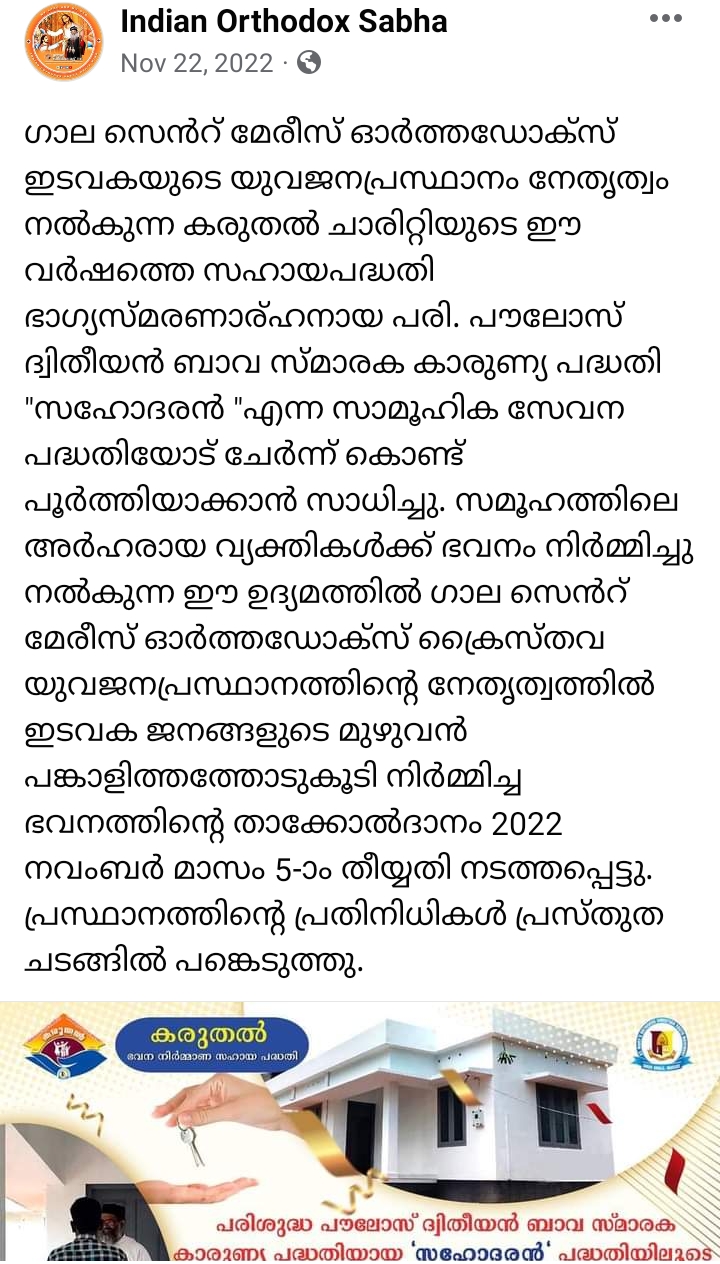 Indian Orthodox Sabha
Nov 22, 2022 ·
ഗാല സെൻറ് മേരീസ് ഓർത്തഡോക്സ്
ഇടവകയുടെ യുവജനപ്രസ്ഥാനം നേതൃത്വം
നൽകുന്ന കരുതൽ ചാരിറ്റിയുടെ ഈ
വർഷത്തെ സഹായപദ്ധതി
ഭാഗ്യസ്മരണാര്ഹനായ പരി. പൗലോസ്
ദ്വിതീയൻ ബാവ സ്മാരക കാരുണ്യ പദ്ധതി
"സഹോദരൻ "എന്ന സാമൂഹിക സേവന
പദ്ധതിയോട് ചേർന്ന് കൊണ്ട്
പൂർത്തിയാക്കാൻ സാധിച്ചു. സമൂഹത്തിലെ
അർഹരായ വ്യക്തികൾക്ക് ഭവനം നിർമ്മിച്ചു
നൽകുന്ന ഈ ഉദ്യമത്തിൽ ഗാല സെൻറ്
മേരീസ് ഓർത്തഡോക്സ് ക്രൈസ്തവ
യുവജനപ്രസ്ഥാനത്തിന്റെ നേതൃത്വത്തിൽ
ഇടവക ജനങ്ങളുടെ മുഴുവൻ
പങ്കാളിത്തത്തോടുകൂടി നിർമ്മിച്ച
ഭവനത്തിന്റെ താക്കോൽദാനം 2022
നവംബർ മാസം 5-ാം തീയ്യതി നടത്തപ്പെട്ടു.
പ്രസ്ഥാനത്തിന്റെ പ്രതിനിധികൾ പ്രസ്തുത
ചടങ്ങിൽ പങ്കെടുത്തു.
കരുതൽ
കരുതൽ
ഭവന നിർമ്മാണ സഹായ പദ്ധതി
പരിശുദ്ധ പൗലോസ് ദ്വിതീയൻ ബാവ സ്മാരക
കാരുണ്യ പദ്ധതിയായ 'സഹോദരൻ' പദ്ധതിയിലൂടെ